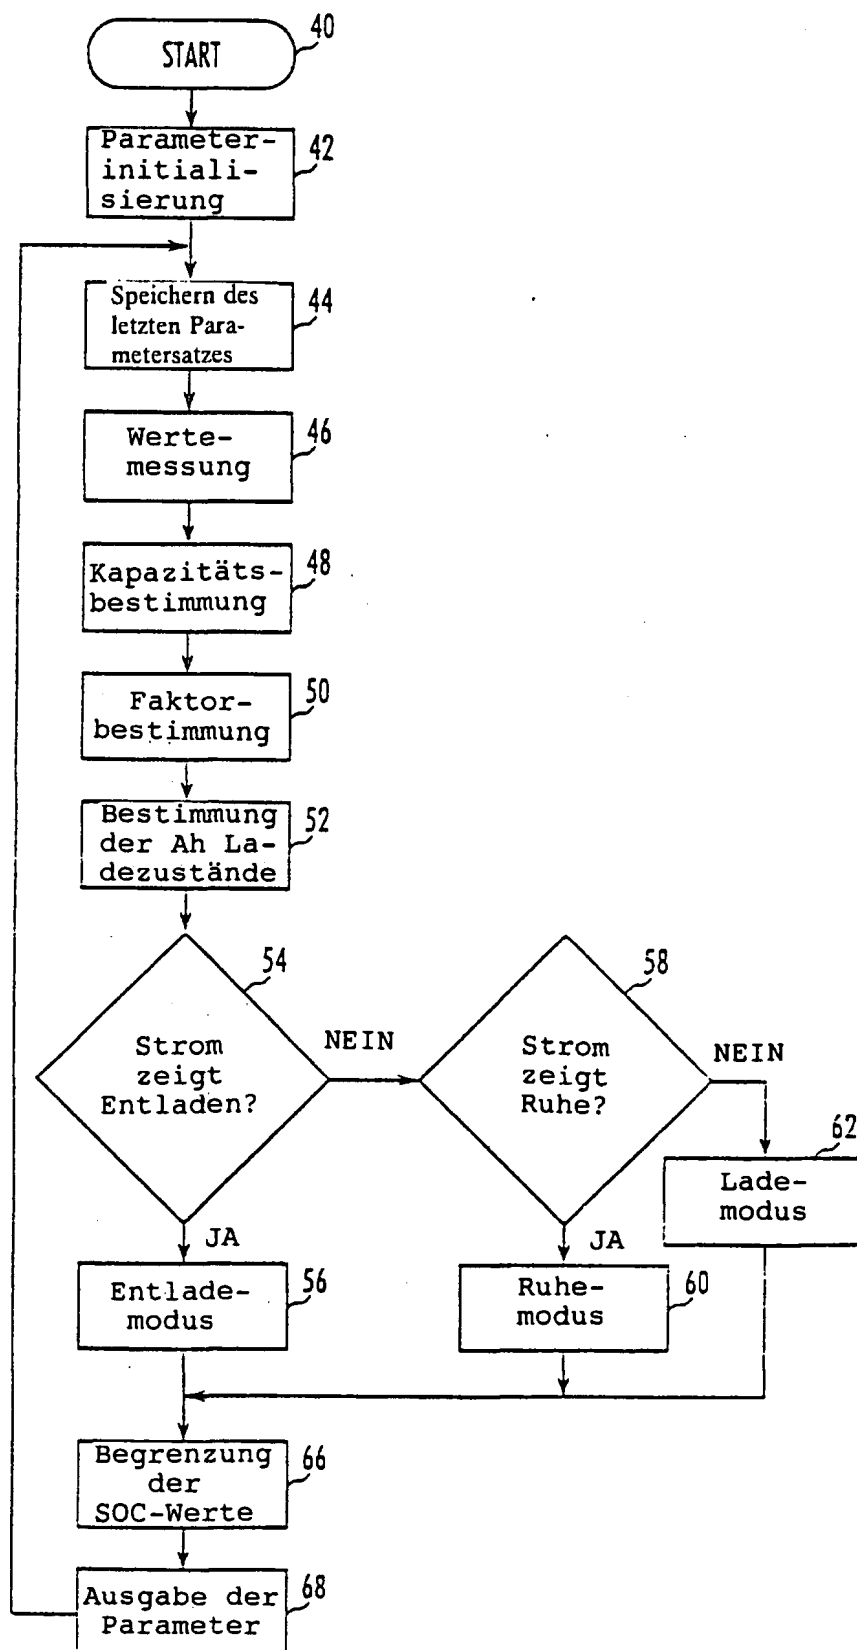 40
START
Parameter-
initiali-
sierung
42
Speichern des
letzten Para-
metersatzes
44
Werte-
messung
46
Kapazitäts-
bestimmung
48
Faktor-
bestimmung
50
Bestimmung
der Ah La-
dezustände
52
54
Strom
zeigt
Entladen?
NEIN
JA
58
Strom
zeigt
Ruhe?
NEIN
JA
62
Lade-
modus
Entlade-
modus
56
Ruhe-
modus
60
Begrenzung
der
SOC-Werte
66
Ausgabe der
Parameter
68